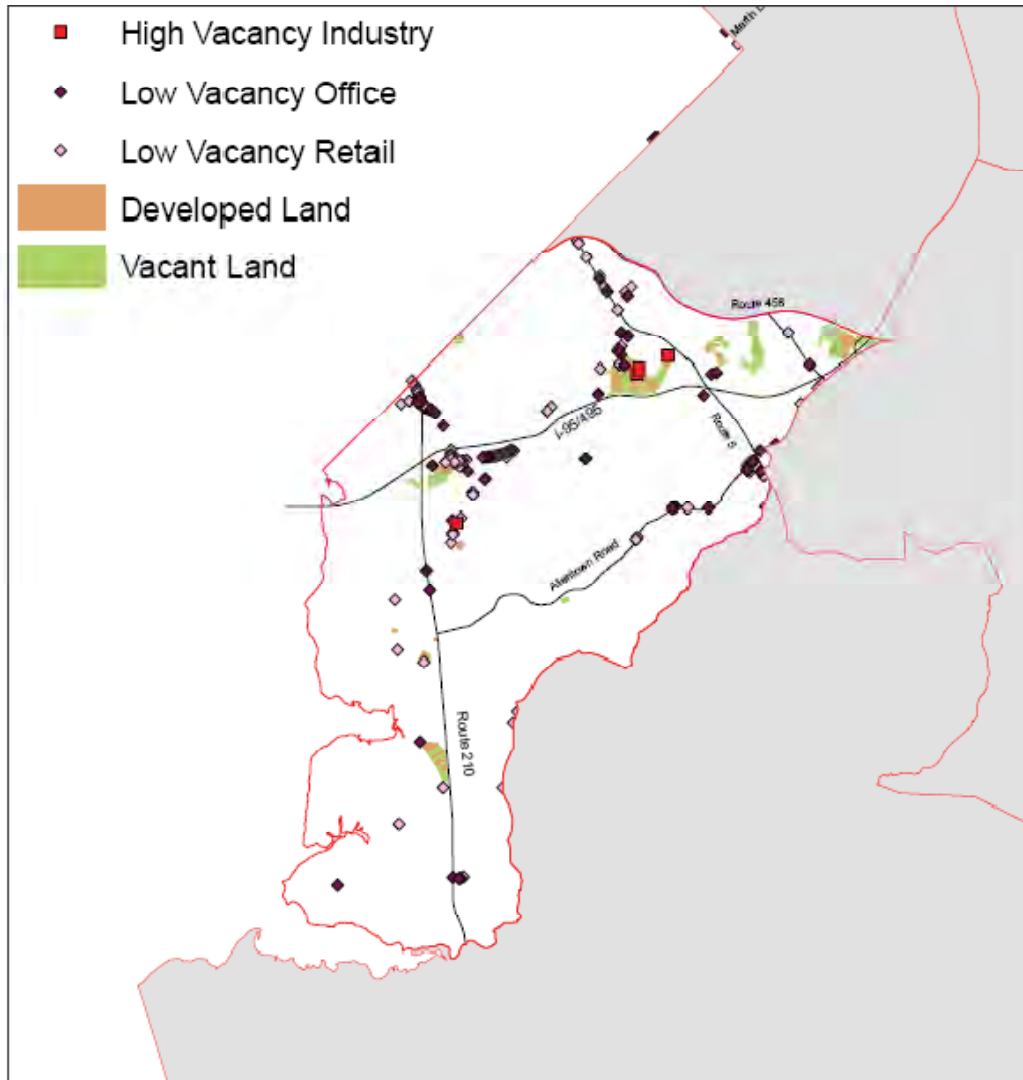 High Vacancy Industry
Low Vacancy Office
Low Vacancy Retail
Developed Land
Vacant Land
Route 458
I-95/495
Route 5
Allentown Road
Route 210